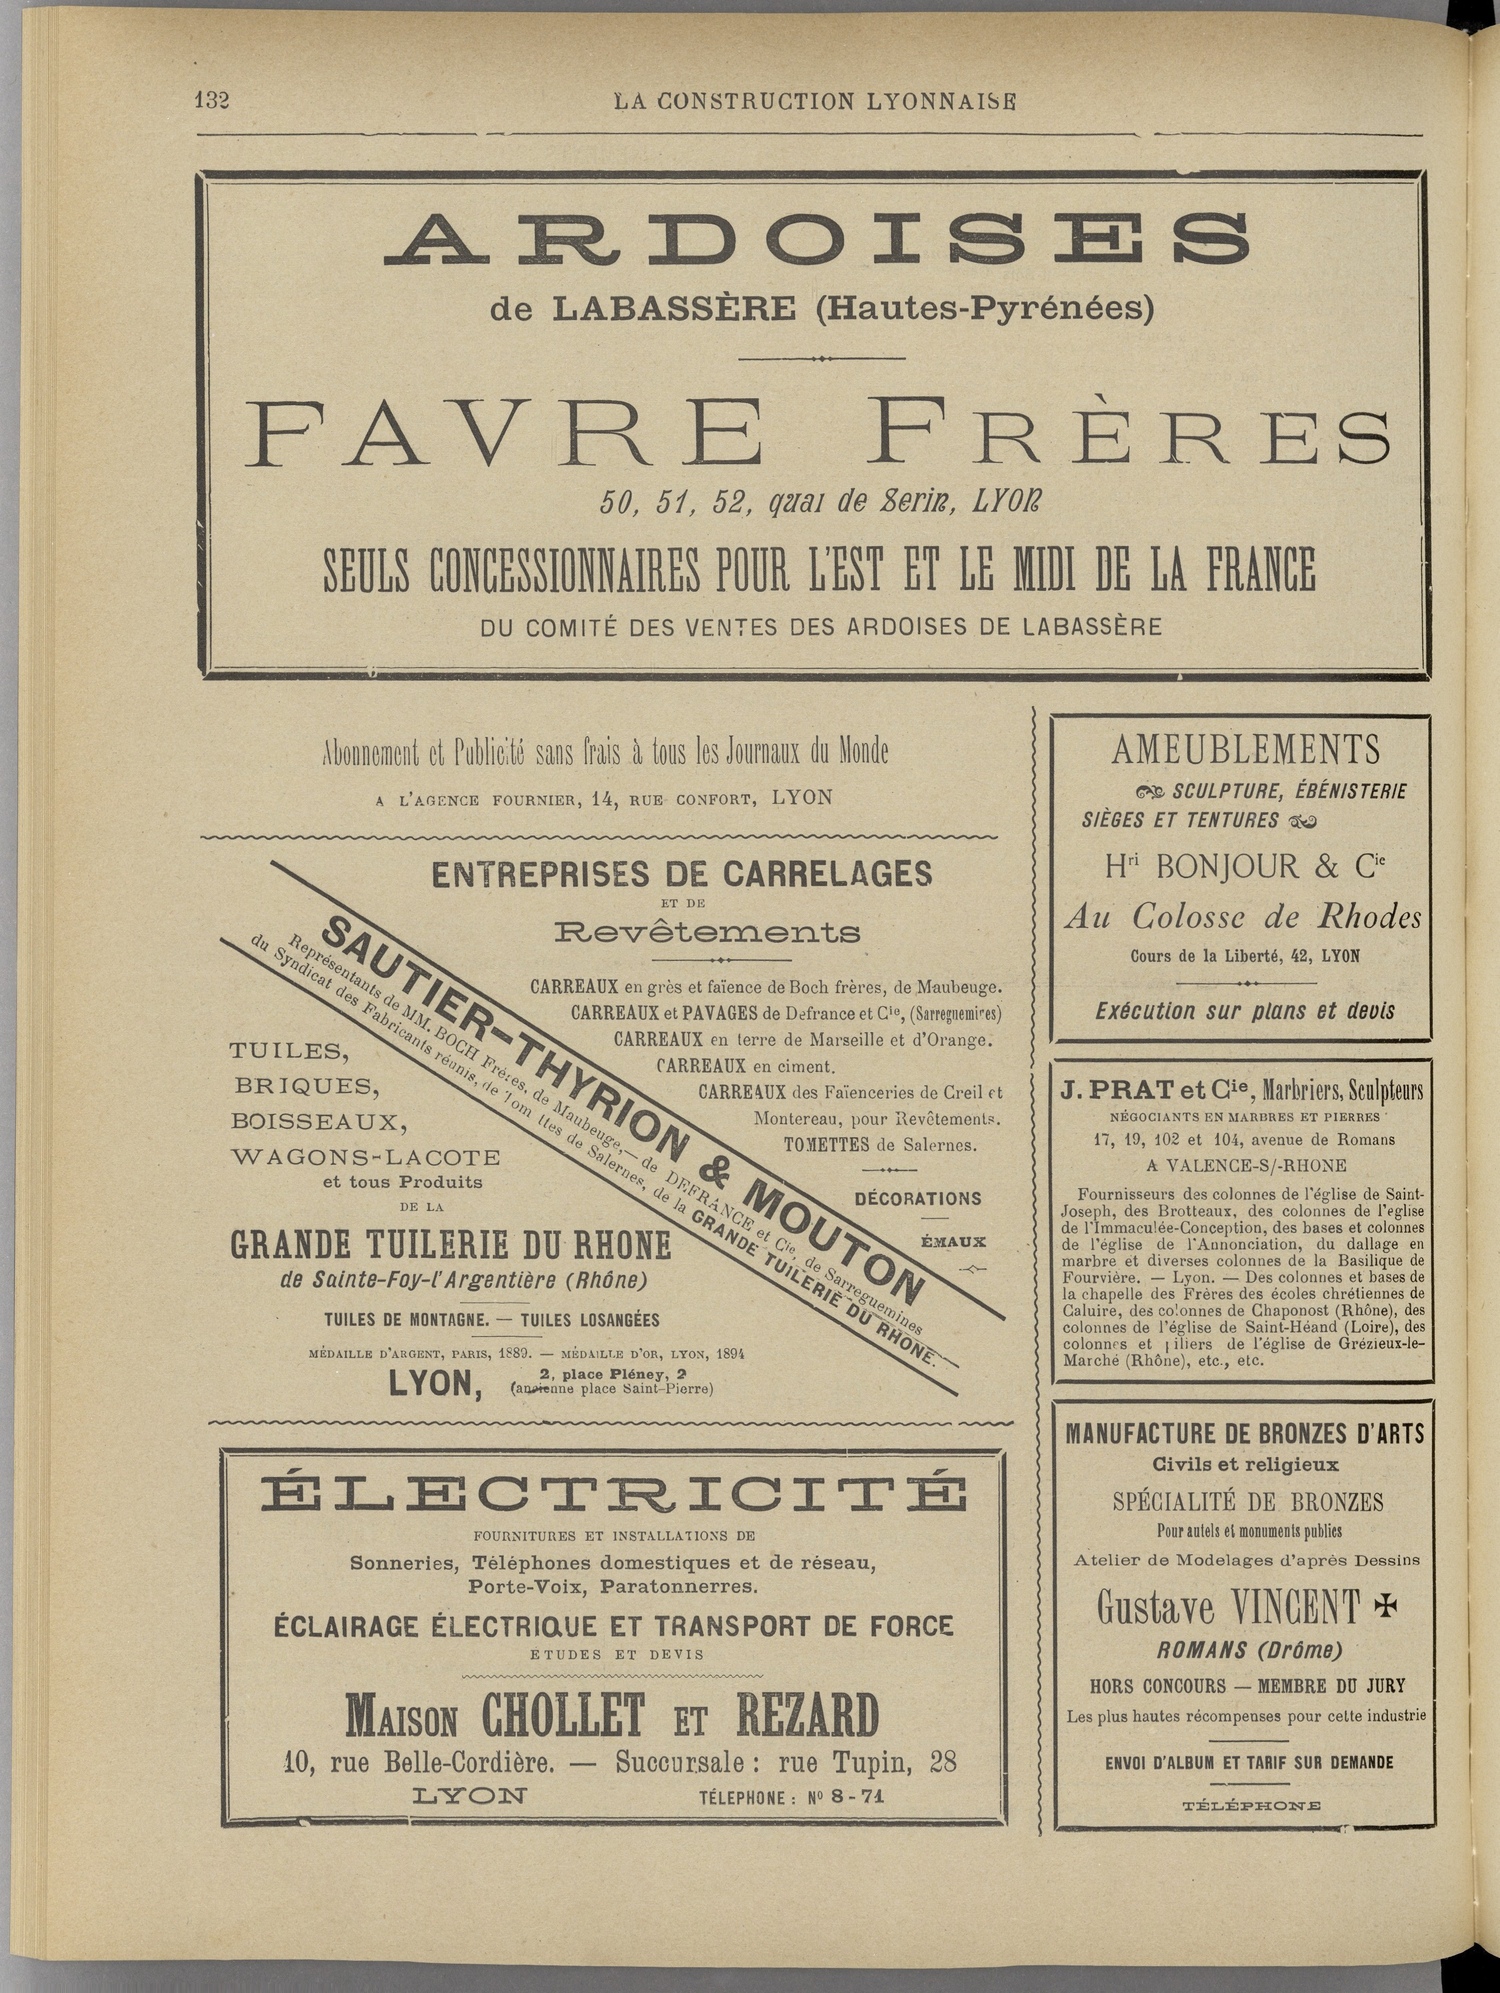 132
LA CONSTRUCTION LYONNAISE
ARDOISES
de LABASSÈRE (Hautes-Pyrénées)
FAVRE FRÈRES
50, 51, 52, quai de Serin, LYON
SEULS CONCESSIONNAIRES POUR L'EST ET LE MIDI DE LA FRANCE
DU COMITÉ DES VENTES DES ARDOISES DE LABASSÈRE
Abonnement et Publicité sans frais à tous les Journaux du Monde
A L'AGENCE FOURNIER, 14, RUE CONFORT, LYON
ENTREPRISES DE CARRELAGES
ET DE
Revêtements
CARREAUX en grès et faïence de Boch frères, de Maubeuge.
CARREAUX et PAVAGES de Defrance et Cie, (Sarreguemines)
CARREAUX en terre de Marseille et d'Orange.
CARREAUX en ciment.
CARREAUX des Faïenceries de Creil et
Montereau, pour Revêtements.
TOMETTES de Salernes.
DÉCORATIONS
ÉMAUX
SAUTIER-THYRION & MOUTON
Représentants de MM. BOCH Frères, de Maubeuge,— de DEFRANCE et Cie, de Sarreguemines
du Syndicat des Fabricants réunis, de Tom ttes de Salernes, de la GRANDE TUILERIE DU RHONE.
TUILES,
BRIQUES,
BOISSEAUX,
WAGONS-LACOTE
et tous Produits
DE LA
GRANDE TUILERIE DU RHONE
de Sainte-Foy-l'Argentière (Rhône)
TUILES DE MONTAGNE. — TUILES LOSANGÉES
MÉDAILLE D'ARGENT, PARIS, 1889. — MÉDAILLE D'OR, LYON, 1894
LYON, 2, place Pléney, 2
(ancienne place Saint-Pierre)
ÉLECTRICITÉ
FOURNITURES ET INSTALLATIONS DE
Sonneries, Téléphones domestiques et de réseau,
Porte-Voix, Paratonnerres.
ÉCLAIRAGE ÉLECTRIQUE ET TRANSPORT DE FORCE
ETUDES ET DEVIS
MAISON CHOLLET ET REZARD
10, rue Belle-Cordière. — Succursale : rue Tupin, 28
LYON TÉLEPHONE : No 8-71
AMEUBLEMENTS
SCULPTURE, ÉBÉNISTERIE
SIÈGES ET TENTURES
Hri BONJOUR & Cie
Au Colosse de Rhodes
Cours de la Liberté, 42, LYON
Exécution sur plans et devis
J. PRAT et Cie, Marbriers, Sculpteurs
NÉGOCIANTS EN MARBRES ET PIERRES
17, 19, 102 et 104, avenue de Romans
A VALENCE-S/-RHONE
Fournisseurs des colonnes de l'église de Saint-
Joseph, des Brotteaux, des colonnes de l'église
de l'Immaculée-Conception, des bases et colonnes
de l'église de l'Annonciation, du dallage en
marbre et diverses colonnes de la Basilique de
Fourvière. — Lyon. — Des colonnes et bases de
la chapelle des Frères des écoles chrétiennes de
Caluire, des colonnes de Chaponost (Rhône), des
colonnes de l'église de Saint-Héand (Loire), des
colonnes et piliers de l'église de Grézieux-le-
Marché (Rhône), etc., etc.
MANUFACTURE DE BRONZES D'ARTS
Civils et religieux
SPÉCIALITÉ DE BRONZES
Pour autels et monuments publics
Atelier de Modelages d'après Dessins
Gustave VINCENT ✠
ROMANS (Drôme)
HORS CONCOURS — MEMBRE DU JURY
Les plus hautes récompenses pour cette industrie
ENVOI D'ALBUM ET TARIF SUR DEMANDE
TÉLÉPHONE